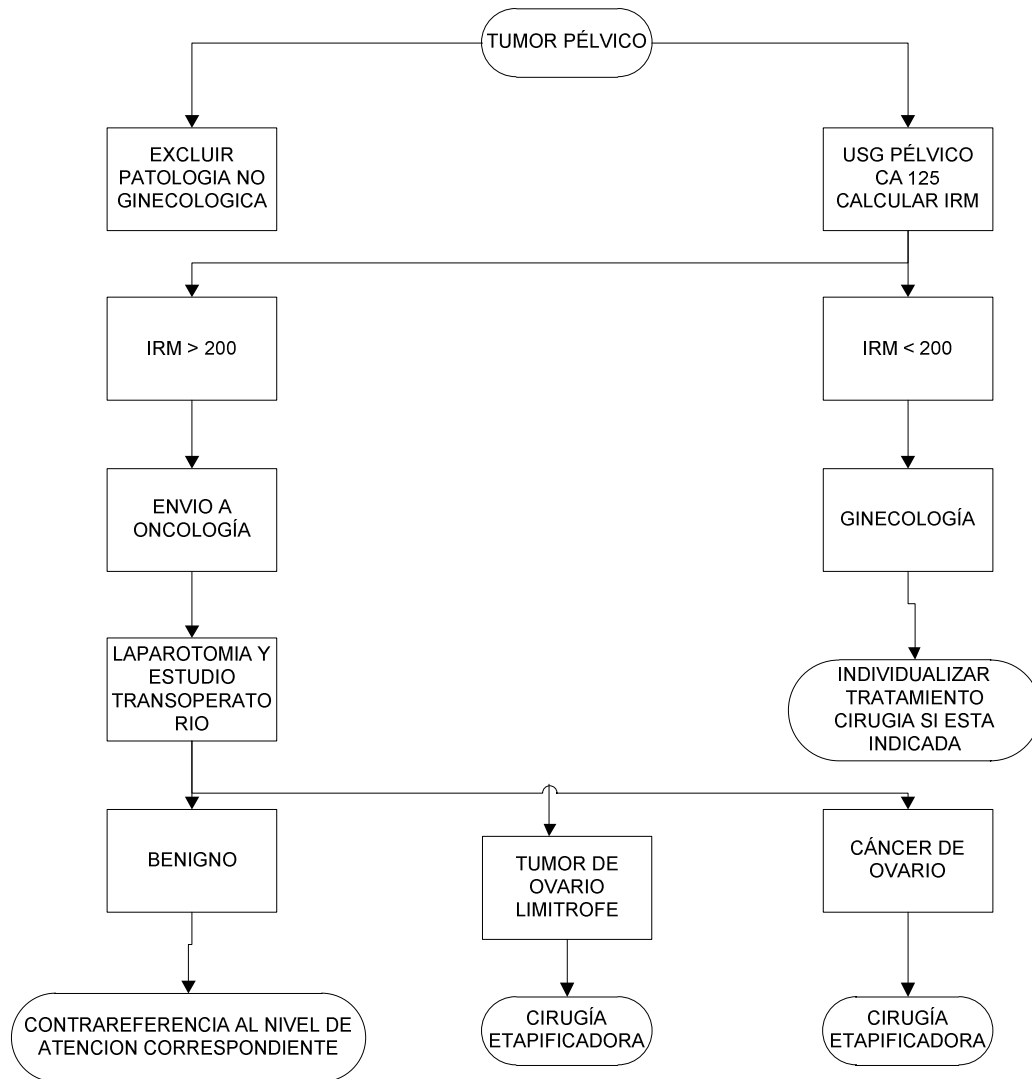 TUMOR PÉLVICO
EXCLUIR
PATOLOGIA NO
GINECOLOGICA
USG PÉLVICO
CA 125
CALCULAR IRM
IRM > 200
IRM < 200
ENVIO A
ONCOLOGÍA
GINECOLOGÍA
LAPAROTOMIA Y
ESTUDIO
TRANSOPERATO
RIO
INDIVIDUALIZAR
TRATAMIENTO
CIRUGIA SI ESTA
INDICADA
BENIGNO
TUMOR DE
OVARIO
LIMITROFE
CÁNCER DE
OVARIO
CONTRAREFERENCIA AL NIVEL DE
ATENCION CORRESPONDIENTE
CIRUGÍA
ETAPIFICADORA
CIRUGÍA
ETAPIFICADORA